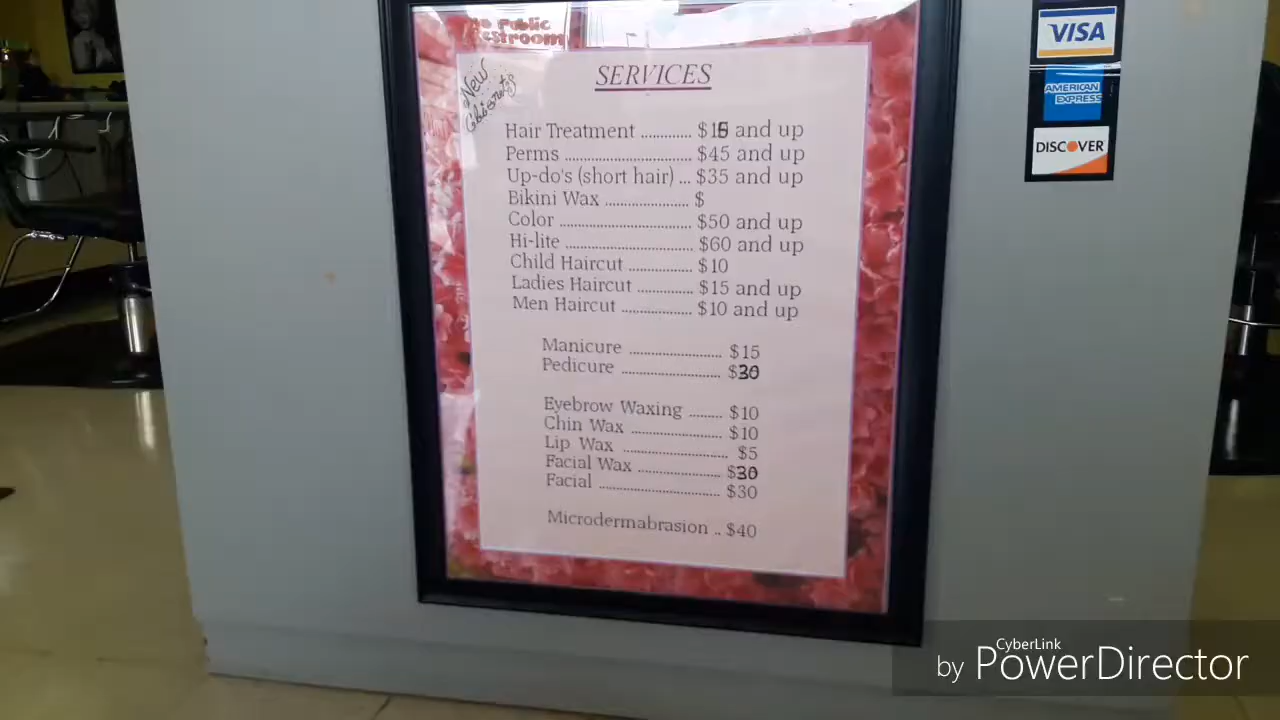 No Public
Restroom
New
Clients
SERVICES
Hair Treatment ............ $15 and up
Perms ............................... $45 and up
Up-do's (short hair) ... $35 and up
Bikini Wax .................... $
Color ................................ $50 and up
Hi-lite .............................. $60 and up
Child Haircut ............... $10
Ladies Haircut ............. $15 and up
Men Haircut ................. $10 and up
Manicure ...................... $15
Pedicure ....................... $30
Eyebrow Waxing ........ $10
Chin Wax ...................... $10
Lip Wax ......................... $5
Facial Wax .................... $30
Facial ............................. $30
Microdermabrasion .. $40
VISA
AMERICAN
EXPRESS
DISCOVER
CyberLink
by PowerDirector